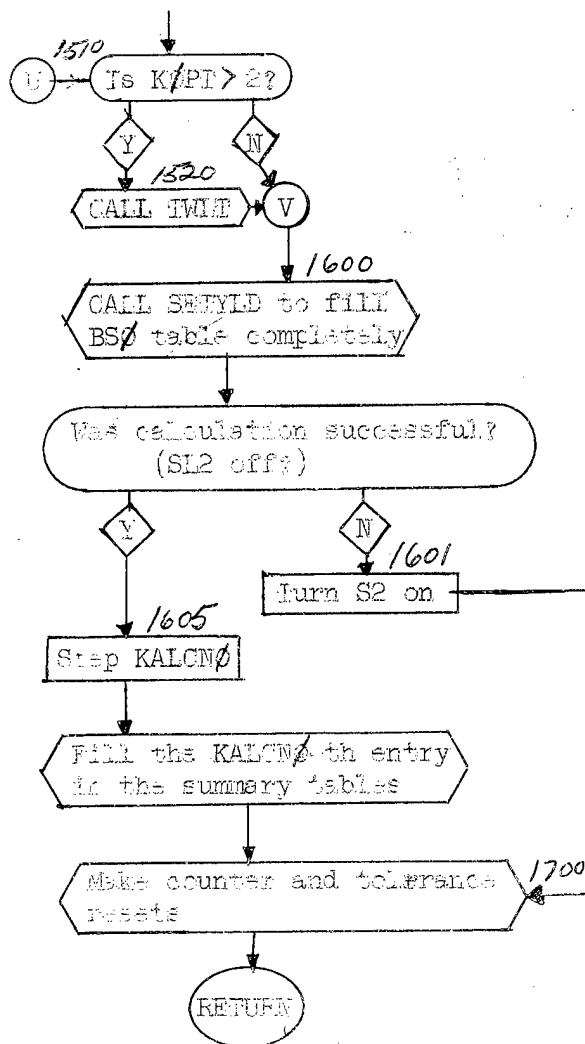 1510
U
Is KØPT > 2?
Y
N
1520
CALL TWLT
V
1600
CALL SETYLD to fill
BSØ table completely
Was calculation successful?
(SL2 off?)
Y
N
1601
Turn S2 on
1605
Step KALCNØ
Fill the KALCNØ th entry
in the summary tables
1700
Make counter and tolerance
resets
RETURN